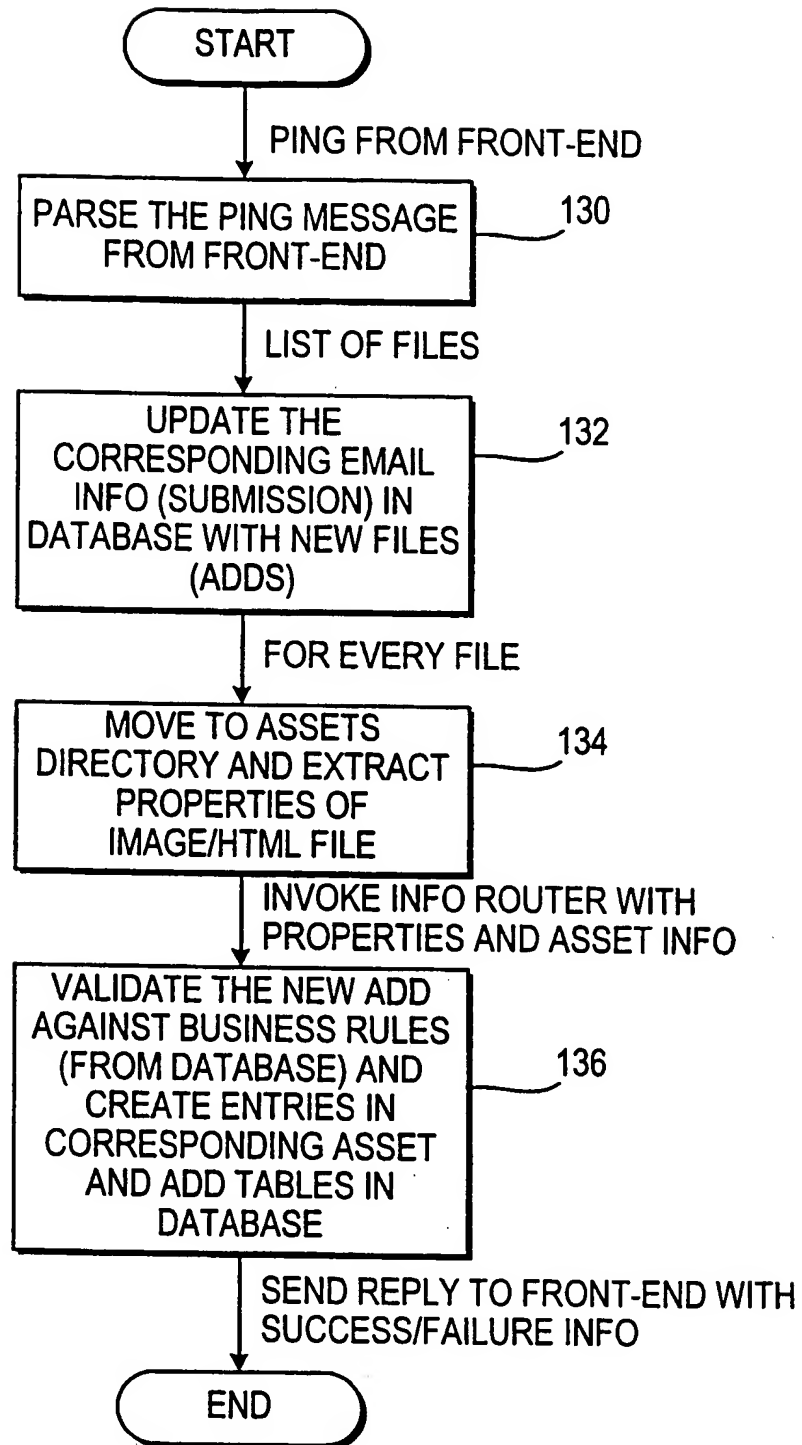 START
PING FROM FRONT-END
PARSE THE PING MESSAGE
FROM FRONT-END
130
LIST OF FILES
UPDATE THE
CORRESPONDING EMAIL
INFO (SUBMISSION) IN
DATABASE WITH NEW FILES
(ADDS)
132
FOR EVERY FILE
MOVE TO ASSETS
DIRECTORY AND EXTRACT
PROPERTIES OF
IMAGE/HTML FILE
134
INVOKE INFO ROUTER WITH
PROPERTIES AND ASSET INFO
VALIDATE THE NEW ADD
AGAINST BUSINESS RULES
(FROM DATABASE) AND
CREATE ENTRIES IN
CORRESPONDING ASSET
AND ADD TABLES IN
DATABASE
136
SEND REPLY TO FRONT-END WITH
SUCCESS/FAILURE INFO
END